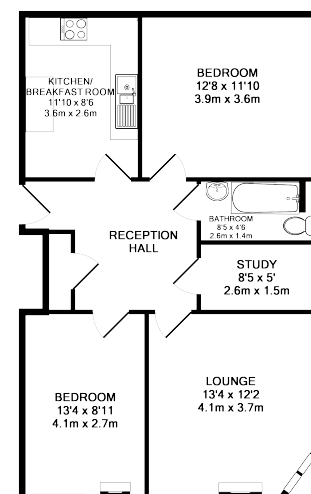 KITCHEN/
BREAKFAST ROOM
11'10 x 8'6
3.6m x 2.6m
BEDROOM
12'8 x 11'10
3.9m x 3.6m
BATHROOM
8'5 x 4'6
2.6m x 1.4m
RECEPTION
HALL
STUDY
8'5 x 5'
2.6m x 1.5m
BEDROOM
13'4 x 8'11
4.1m x 2.7m
LOUNGE
13'4 x 12'2
4.1m x 3.7m